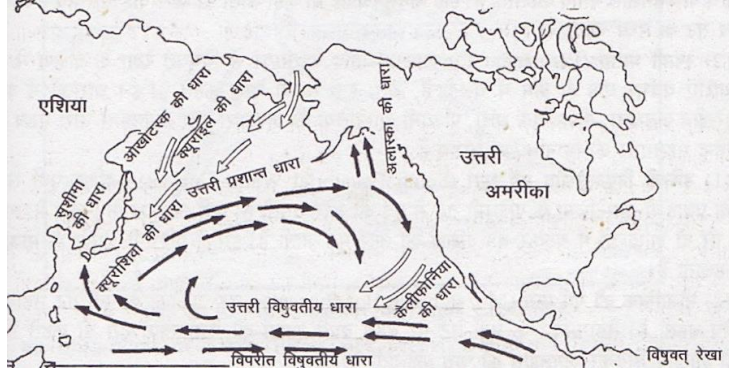 एशिया
ओखोटस्क की धारा
क्यूराइल की धारा
अलास्का की धारा
उत्तरी
अमरीका
सुशीमा
की धारा
उत्तरी प्रशान्त धारा
क्यूरोशिवो की धारा
कैलीफोर्निया
की धारा
उत्तरी विषुवतीय धारा
विपरीत विषुवतीय धारा
विषुवत् रेखा